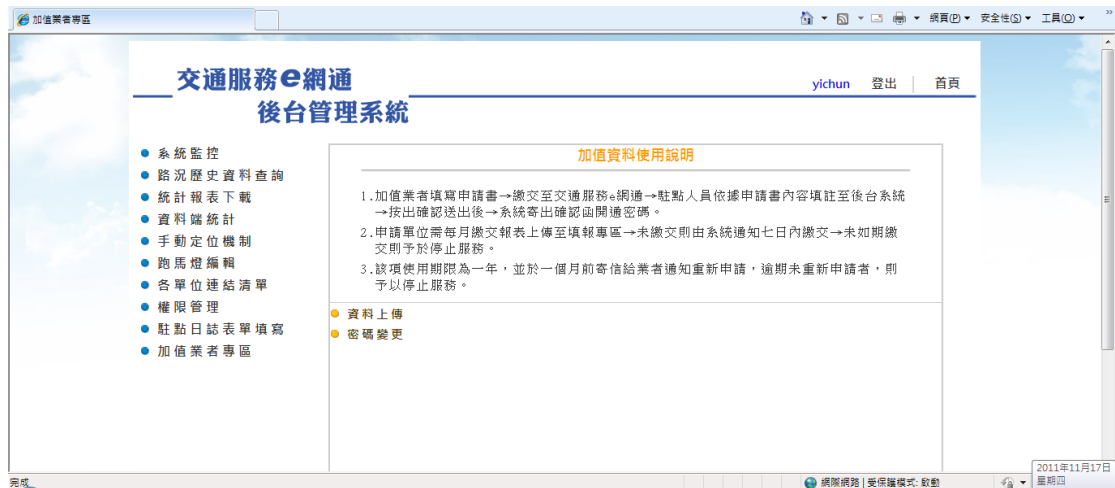 加值業者專區
網頁(P)
安全性(S)
工具(O)
交通服務e網通
後台管理系統
yichun 登出 首頁
系統監控
路況歷史資料查詢
統計報表下載
資料端統計
手動定位機制
跑馬燈編輯
各單位連結清單
權限管理
駐點日誌表單填寫
加值業者專區
加值資料使用說明
1.加值業者填寫申請書→繳交至交通服務e網通→駐點人員依據申請書內容填註至後台系統
→按出確認送出後→系統寄出確認函開通密碼。
2.申請單位需每月繳交報表上傳至填報專區→未繳交則由系統通知七日內繳交→未如期繳
交則予於停止服務。
3.該項使用期限為一年，並於一個月前寄信給業者通知重新申請，逾期未重新申請者，則
予以停止服務。
資料上傳
密碼變更
完成
網際網路 | 受保護模式: 啟動
2011年11月17日
星期四